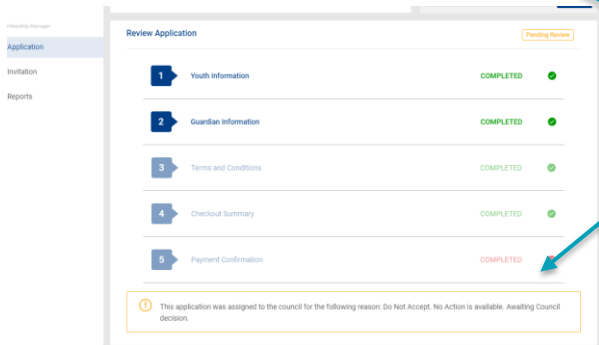 Review Application
Pending Review
Application
Invitation
Reports
1 Youth Information COMPLETED
2 Guardian Information COMPLETED
3 Terms and Conditions COMPLETED
4 Checkout Summary COMPLETED
5 Payment Confirmation COMPLETED
This application was assigned to the council for the following reason: Do Not Accept. No Action is available. Awaiting Council
decision.